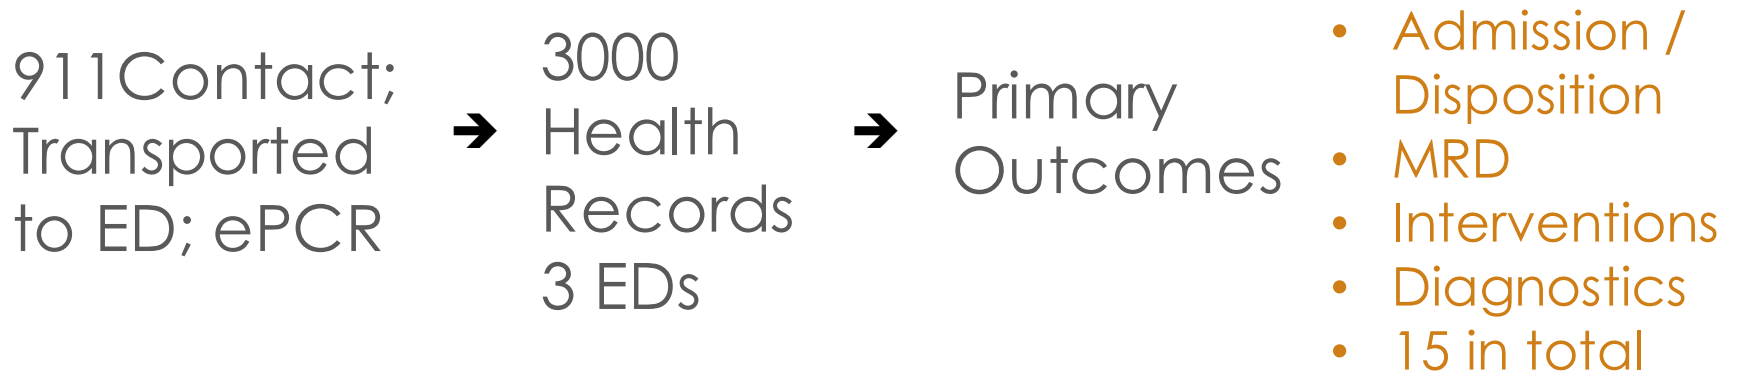 911Contact;
Transported
to ED; ePCR
➔
3000
Health
Records
3 EDs
➔
Primary
Outcomes
• Admission /
Disposition
• MRD
• Interventions
• Diagnostics
• 15 in total